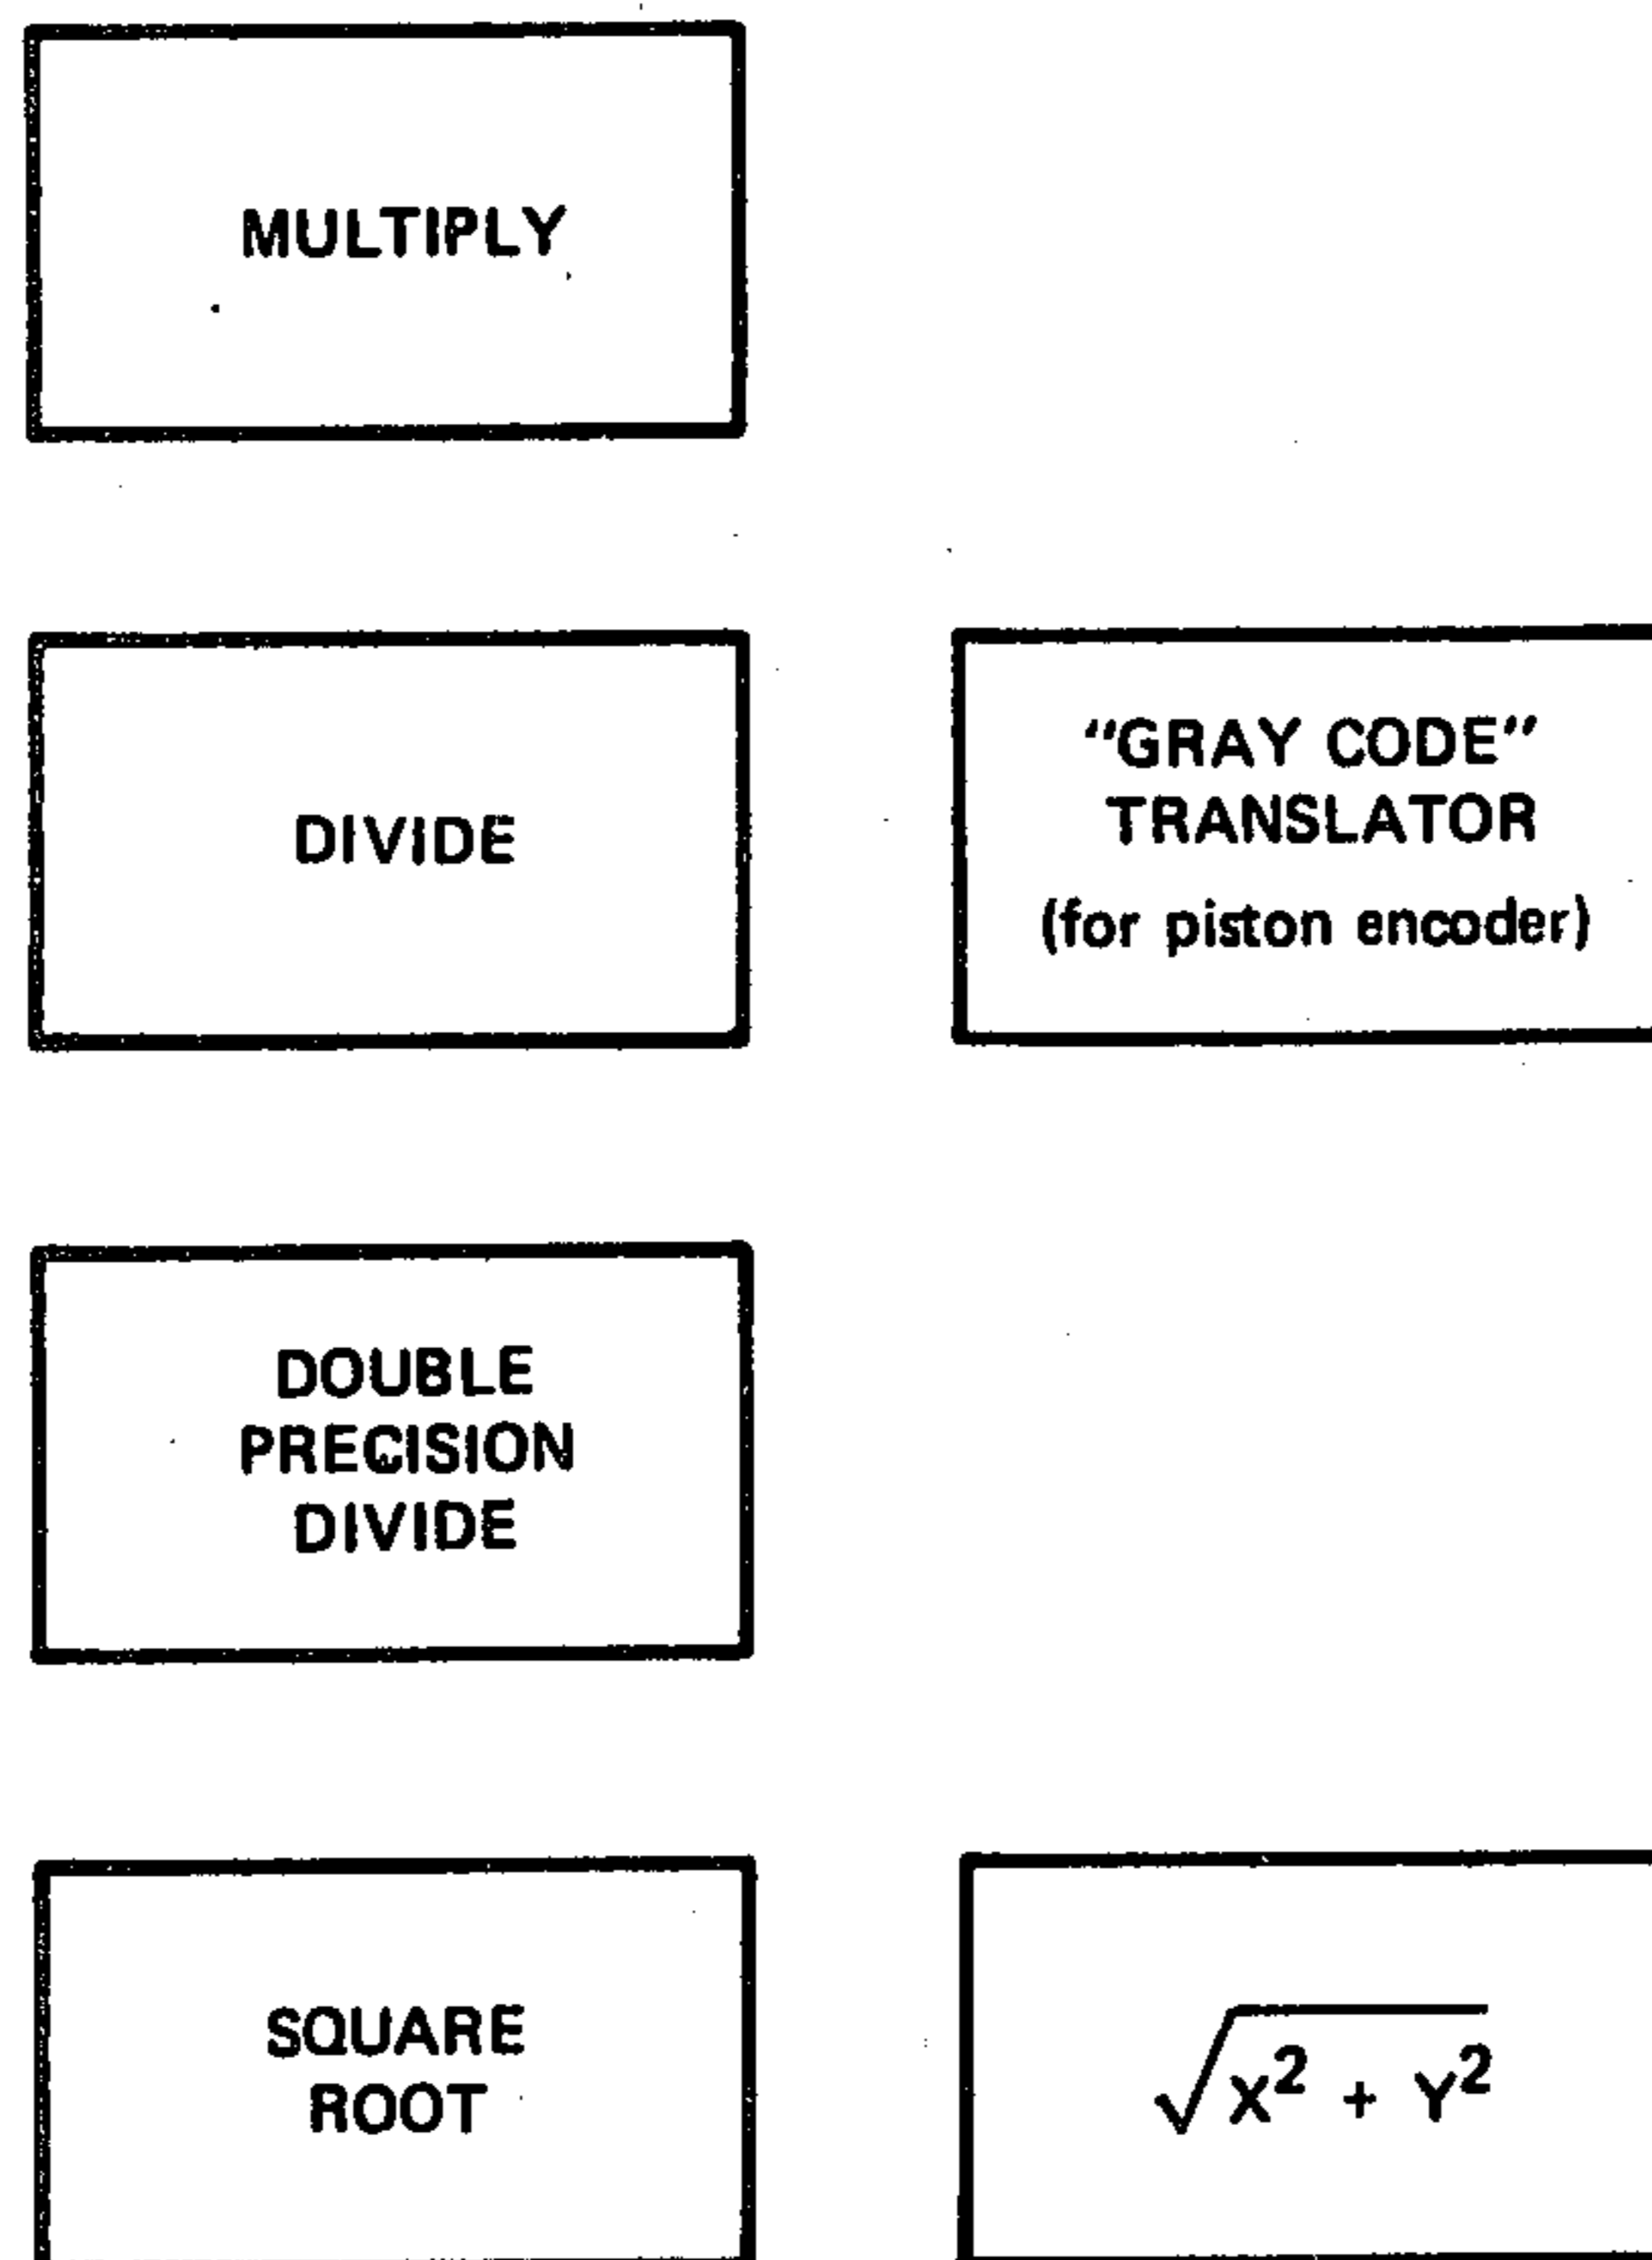 MULTIPLY
DIVIDE
“GRAY CODE”
TRANSLATOR
(for piston encoder)
DOUBLE
PRECISION
DIVIDE
SQUARE
ROOT
√X² + Y²